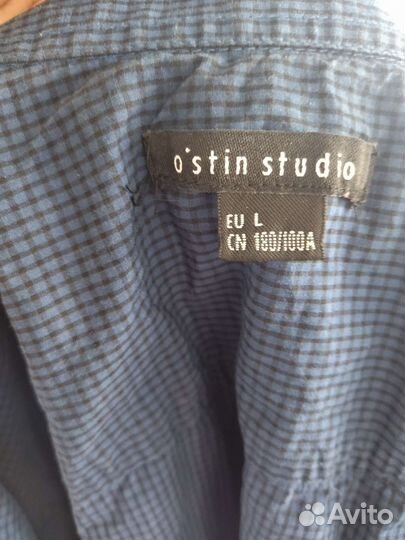 o'stin studio
EU L
CN 180/100A
Avito